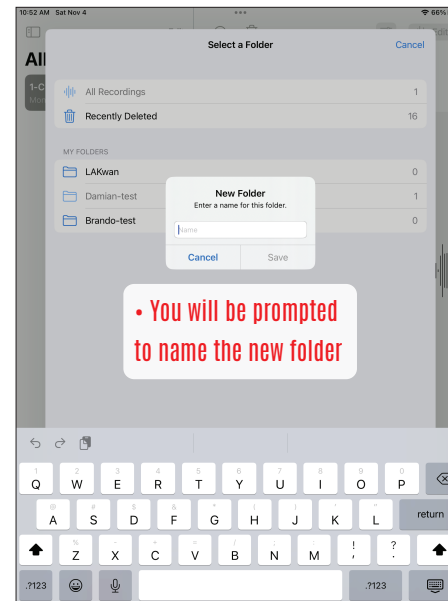 10:52 AM Sat Nov 4
66%
Select a Folder
Cancel
All
1-C
Mon
All Recordings 1
Recently Deleted 16
MY FOLDERS
LAKwan 0
Damian-test 1
Brando-test 0
New Folder
Enter a name for this folder.
Name
Cancel
Save
• You will be prompted
to name the new folder
1 2 3 4 5 6 7 8 9 0
Q W E R T Y U I O P
@ # $ & * ( ) ' "
A S D F G H J K L return
% - + = / ; : ! ?
Z X C V B N M , .
.?123 .?123